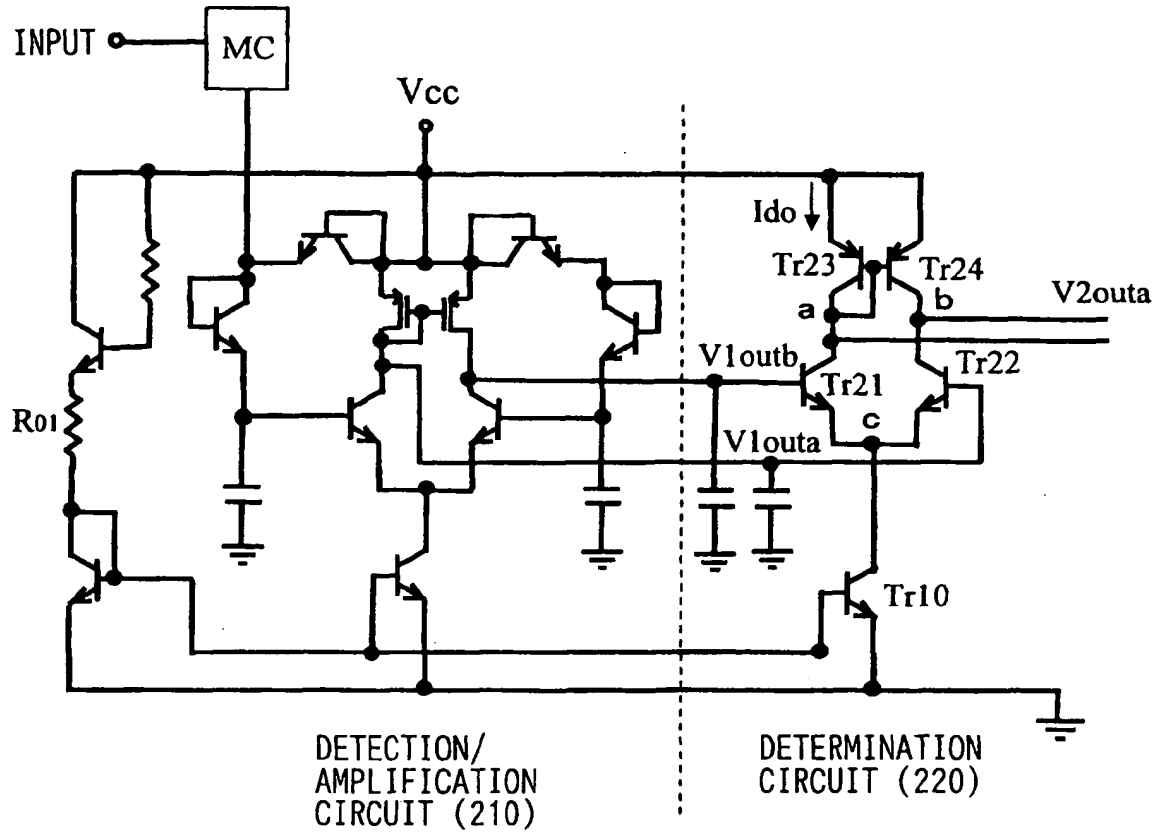 INPUT
MC
Vcc
Ido
Tr23
Tr24
a
b
V2outa
V1outb
Tr21
Tr22
R01
c
V1outa
Tr10
DETECTION/
AMPLIFICATION
CIRCUIT (210)
DETERMINATION
CIRCUIT (220)